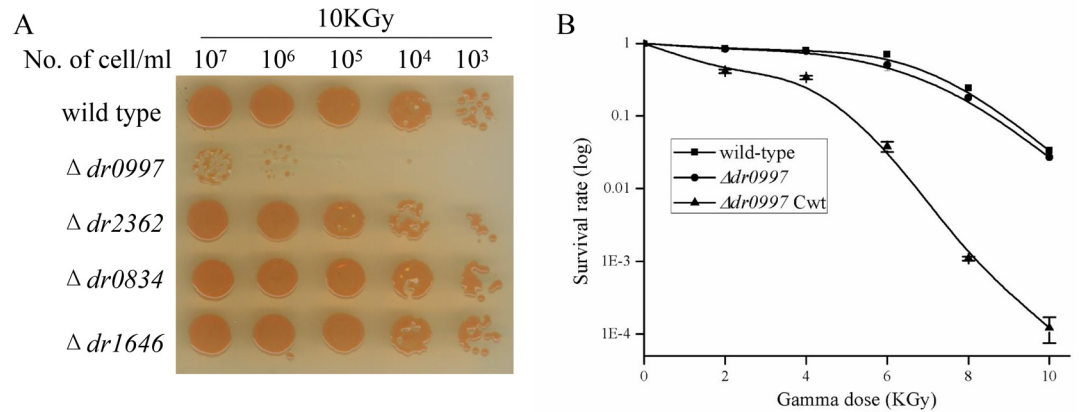 A
10KGy
No. of cell/ml 10⁷ 10⁶ 10⁵ 10⁴ 10³
wild type
Δ dr0997
Δ dr2362
Δ dr0834
Δ dr1646
B
Survival rate (log)
1
0.1
0.01
1E-3
1E-4
wild-type
Δdr0997
Δdr0997 Cwt
0 2 4 6 8 10
Gamma dose (KGy)